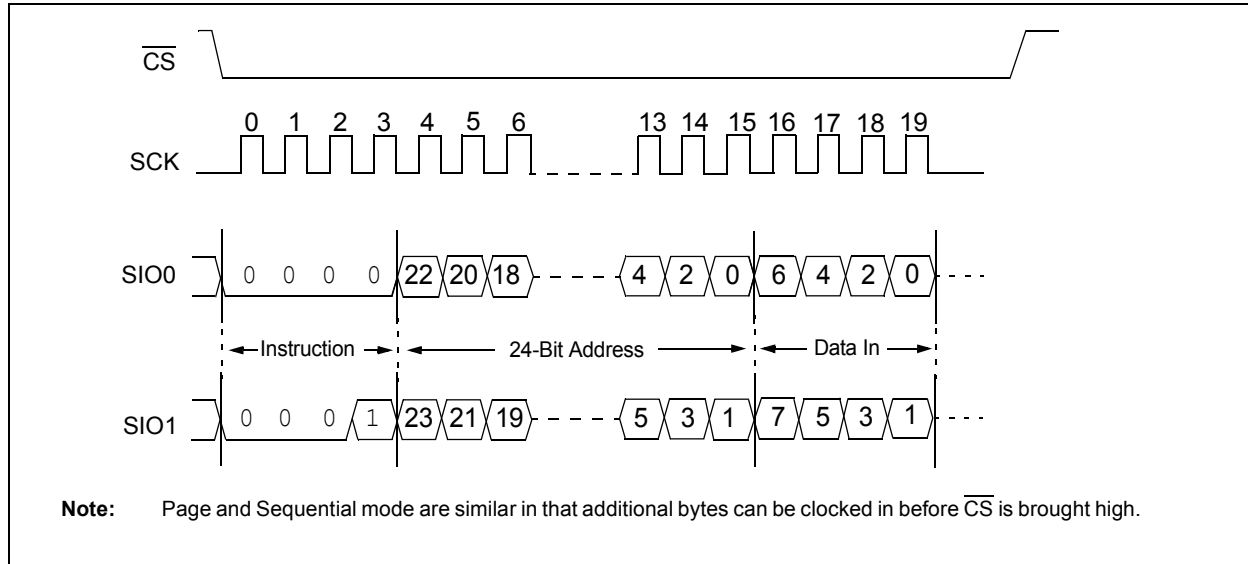 CS
0 1 2 3 4 5 6 13 14 15 16 17 18 19
SCK
SIO0 0 0 0 0 22 20 18 4 2 0 6 4 2 0
Instruction 24-Bit Address Data In
SIO1 0 0 0 1 23 21 19 5 3 1 7 5 3 1
Note: Page and Sequential mode are similar in that additional bytes can be clocked in before CS is brought high.